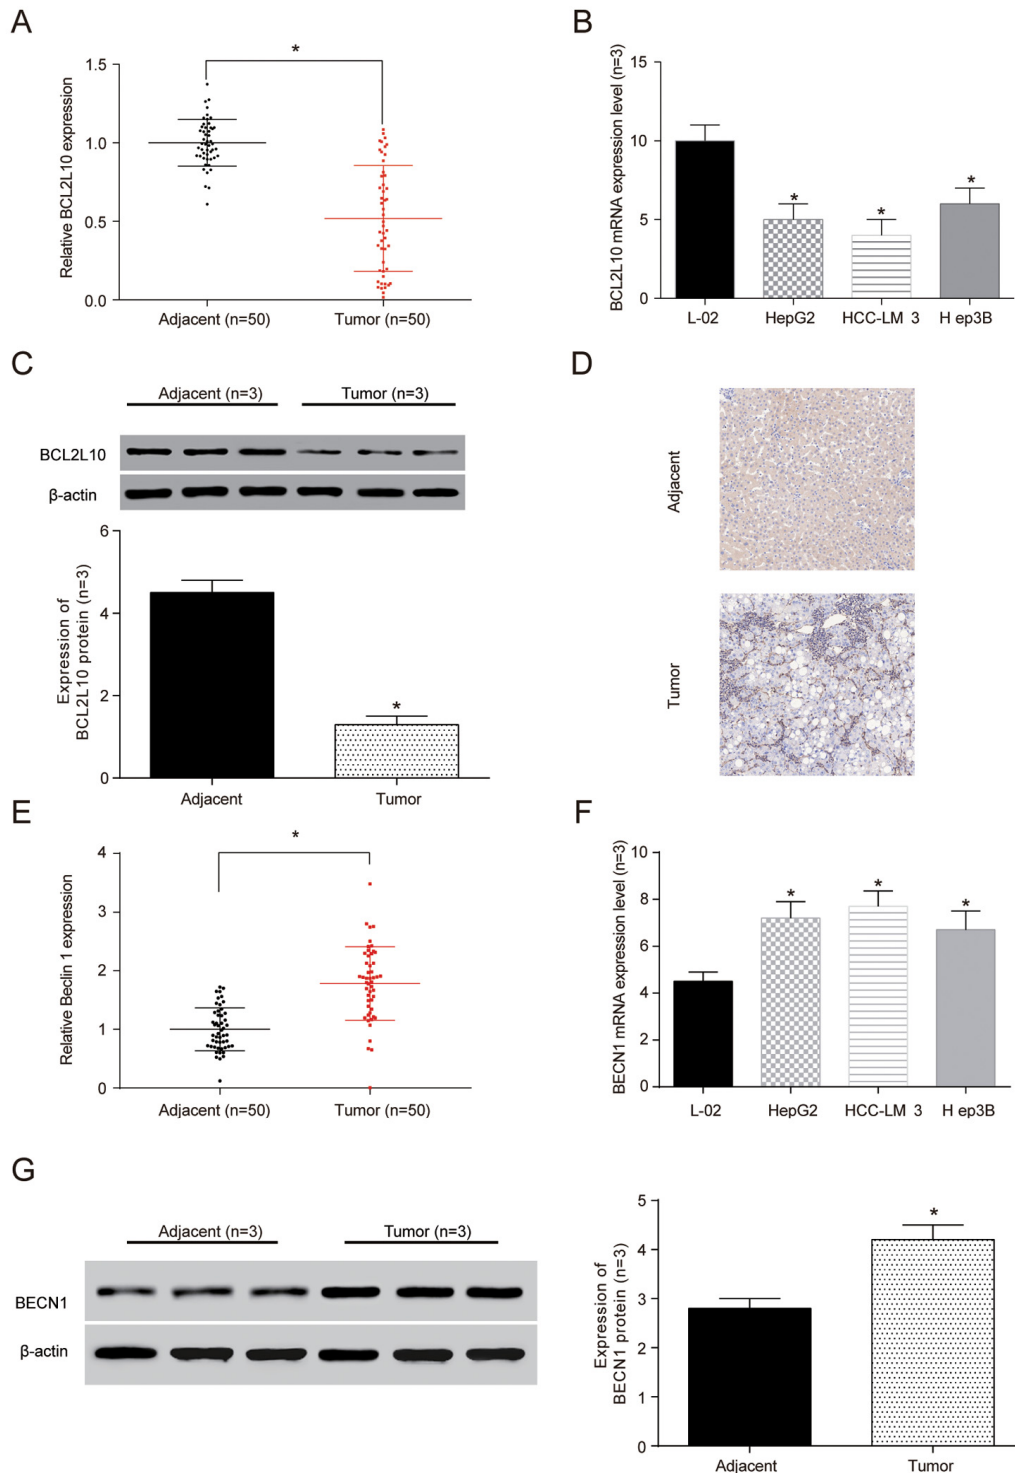 A
*
Relative BCL2L10 expression
1.5
1.0
0.5
0.0
Adjacent (n=50)
Tumor (n=50)
B
BCL2L10 mRNA expression level (n=3)
15
10
5
0
*
*
*
L-02
HepG2
HCC-LM 3
H ep3B
C
Adjacent (n=3)
Tumor (n=3)
BCL2L10
β-actin
Expression of
BCL2L10 protein (n=3)
6
4
2
0
*
Adjacent
Tumor
D
Adjacent
Tumor
E
*
Relative Beclin 1 expression
4
3
2
1
0
Adjacent (n=50)
Tumor (n=50)
F
BECN1 mRNA expression level (n=3)
10
8
6
4
2
0
*
*
*
L-02
HepG2
HCC-LM 3
H ep3B
G
Adjacent (n=3)
Tumor (n=3)
BECN1
β-actin
Expression of
BECN1 protein (n=3)
5
4
3
2
1
0
*
Adjacent
Tumor